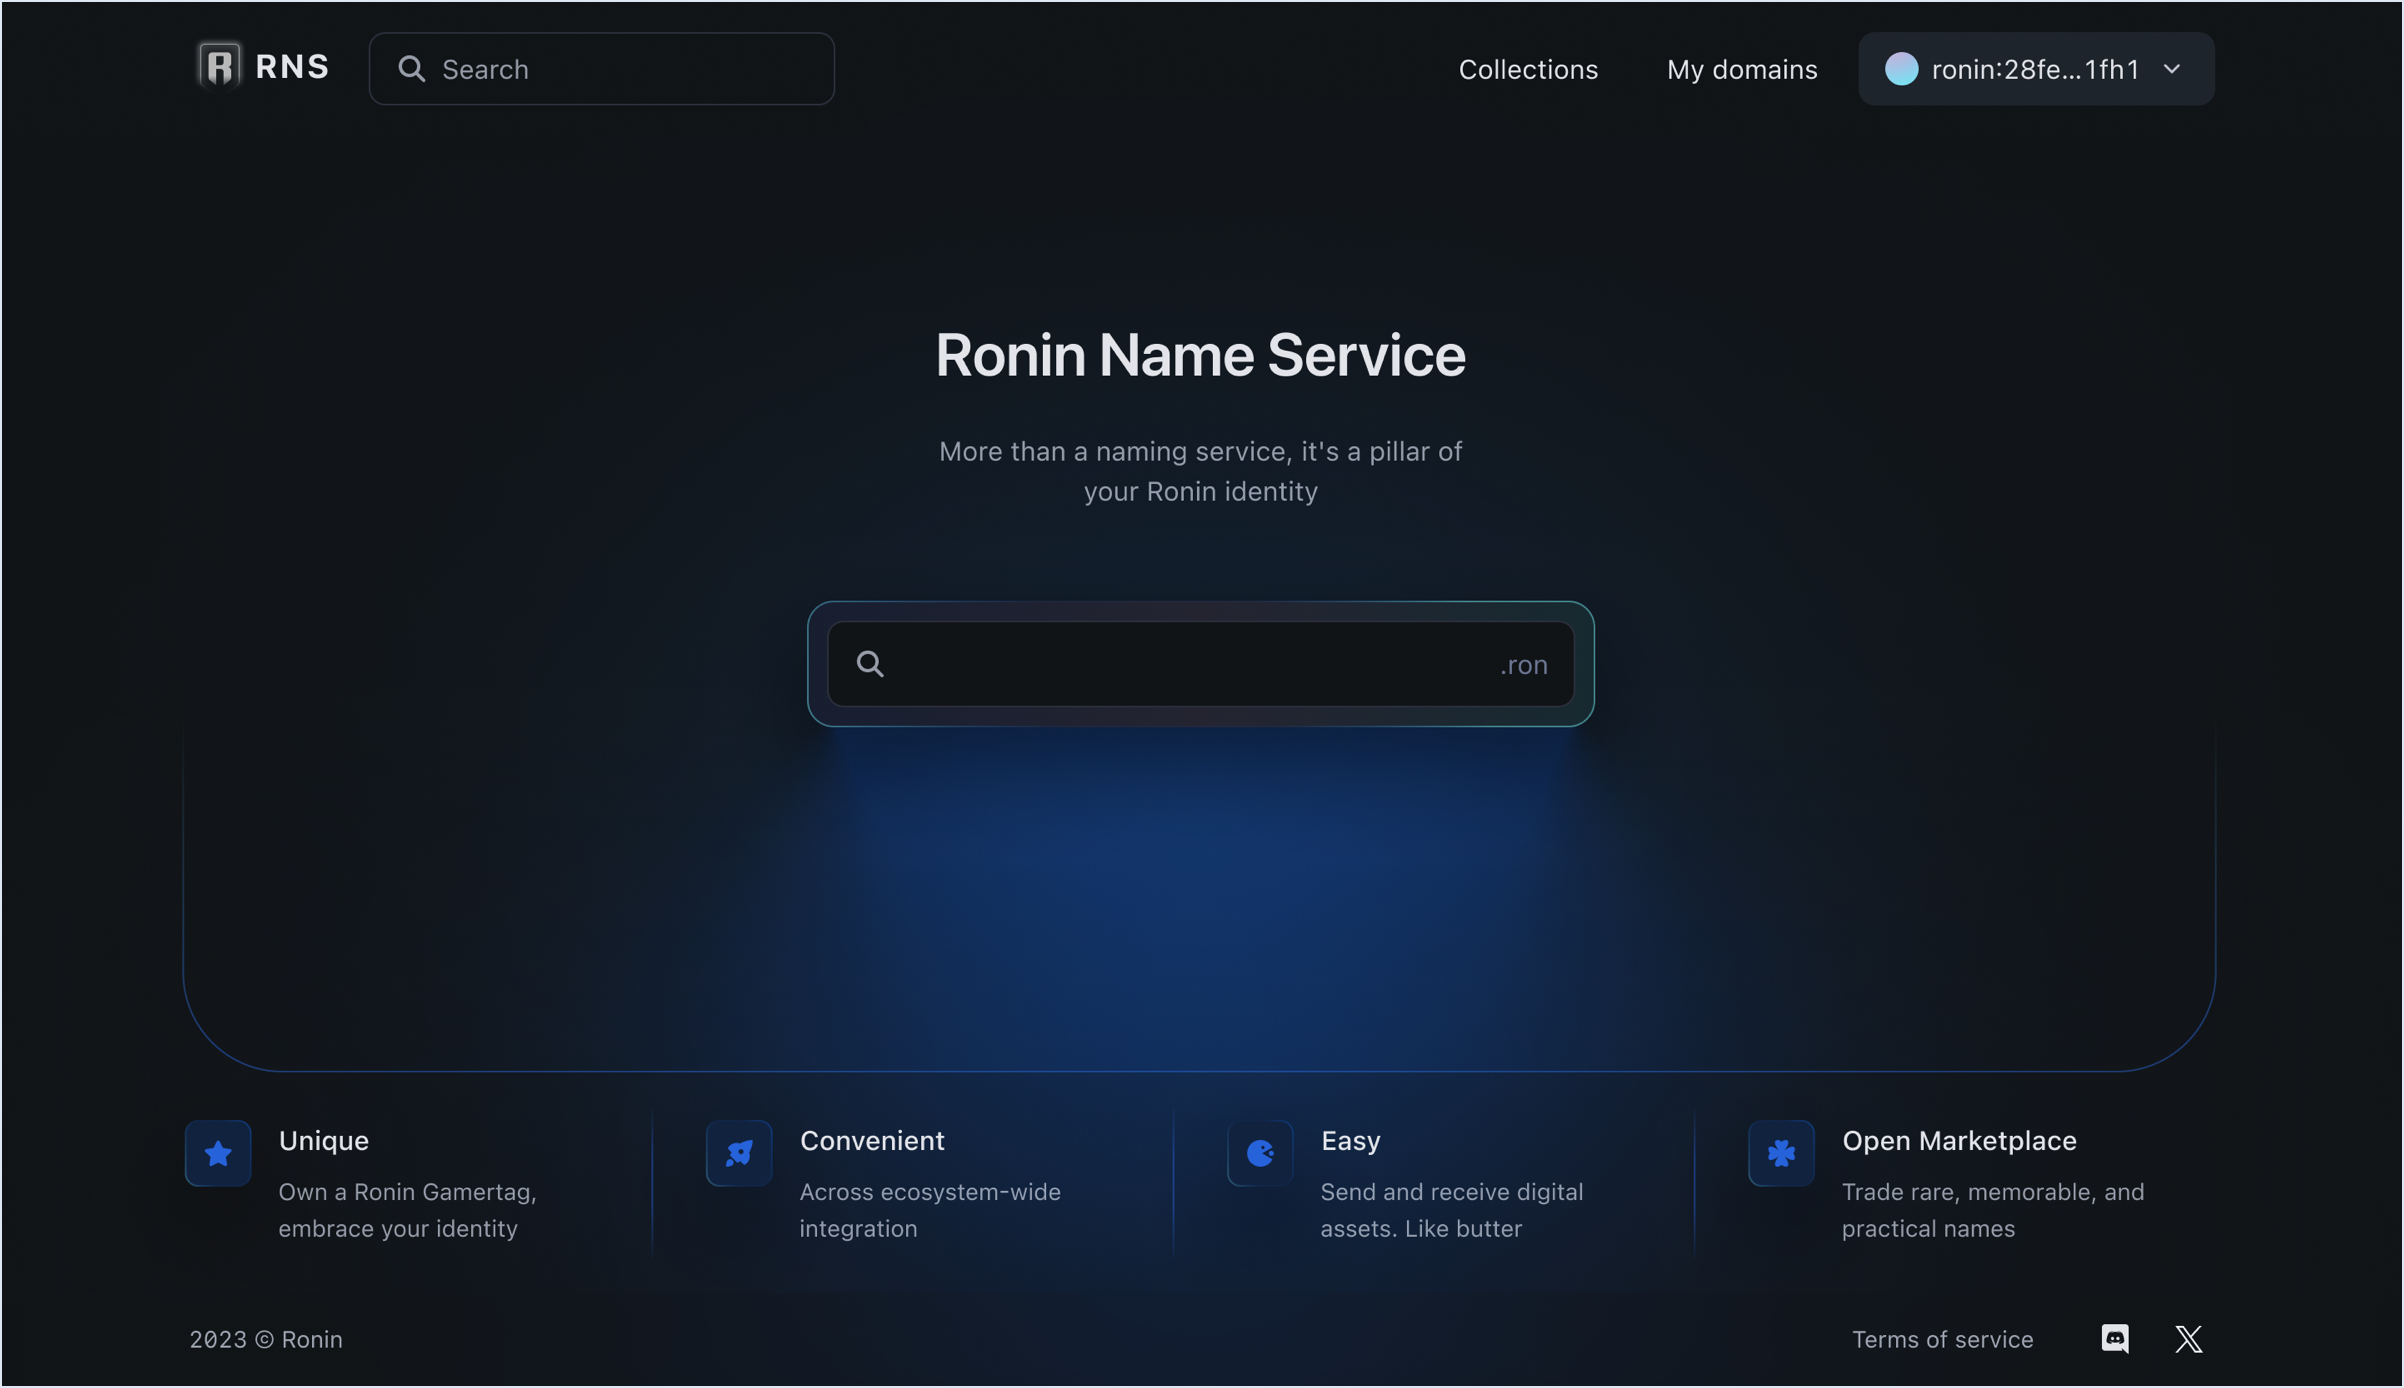 RNS
Search
Collections
My domains
ronin:28fe...1fh1
Ronin Name Service
More than a naming service, it's a pillar of
your Ronin identity
.ron
Unique
Own a Ronin Gamertag,
embrace your identity
Convenient
Across ecosystem-wide
integration
Easy
Send and receive digital
assets. Like butter
Open Marketplace
Trade rare, memorable, and
practical names
2023 © Ronin
Terms of service